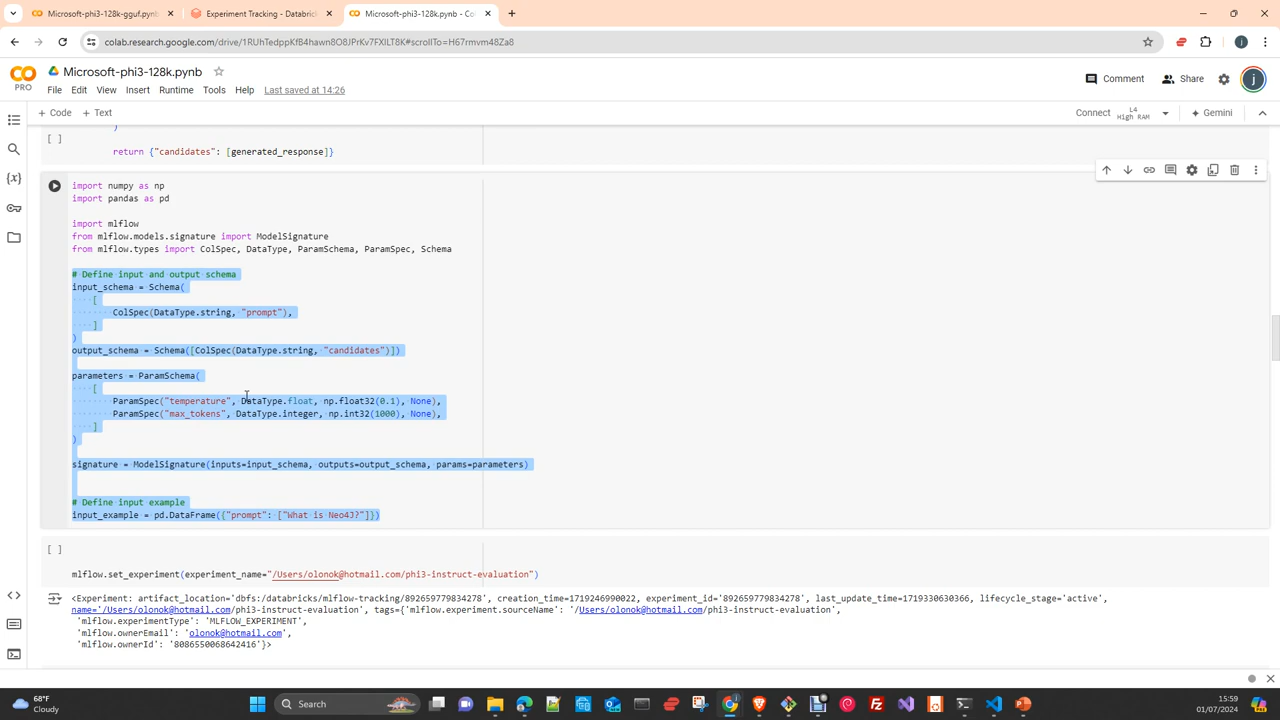 Microsoft-phi3-128k-gguf.pynb
Experiment Tracking - Databric
Microsoft-phi3-128k.pynb - Co
colab.research.google.com/drive/1RUhTedppKfB4hawn8O8JPrKv7FXILT8K#scrollTo=H67rmvm48Za8
Microsoft-phi3-128k.pynb
PRO
File Edit View Insert Runtime Tools Help Last saved at 14:26
Comment
Share
+ Code + Text
Connect
L4
High RAM
Gemini
)
[ ]
return {"candidates": [generated_response]}
import numpy as np
import pandas as pd
import mlflow
from mlflow.models.signature import ModelSignature
from mlflow.types import ColSpec, DataType, ParamSchema, ParamSpec, Schema
# Define input and output schema
input_schema = Schema(
[
ColSpec(DataType.string, "prompt"),
]
)
output_schema = Schema([ColSpec(DataType.string, "candidates")])
parameters = ParamSchema(
[
ParamSpec("temperature", DataType.float, np.float32(0.1), None),
ParamSpec("max_tokens", DataType.integer, np.int32(1000), None),
]
)
signature = ModelSignature(inputs=input_schema, outputs=output_schema, params=parameters)
# Define input example
input_example = pd.DataFrame({"prompt": ["What is Neo4J?"]})
[ ]
mlflow.set_experiment(experiment_name="/Users/olonok@hotmail.com/phi3-instruct-evaluation")
<Experiment: artifact_location='dbfs:/databricks/mlflow-tracking/892659779834278', creation_time=1719246990022, experiment_id='892659779834278', last_update_time=1719330630366, lifecycle_stage='active',
name='/Users/olonok@hotmail.com/phi3-instruct-evaluation', tags={'mlflow.experiment.sourceName': '/Users/olonok@hotmail.com/phi3-instruct-evaluation',
'mlflow.experimentType': 'MLFLOW_EXPERIMENT',
'mlflow.ownerEmail': 'olonok@hotmail.com',
'mlflow.ownerId': '8086550068642416'}>
68°F
Cloudy
Search
15:59
01/07/2024